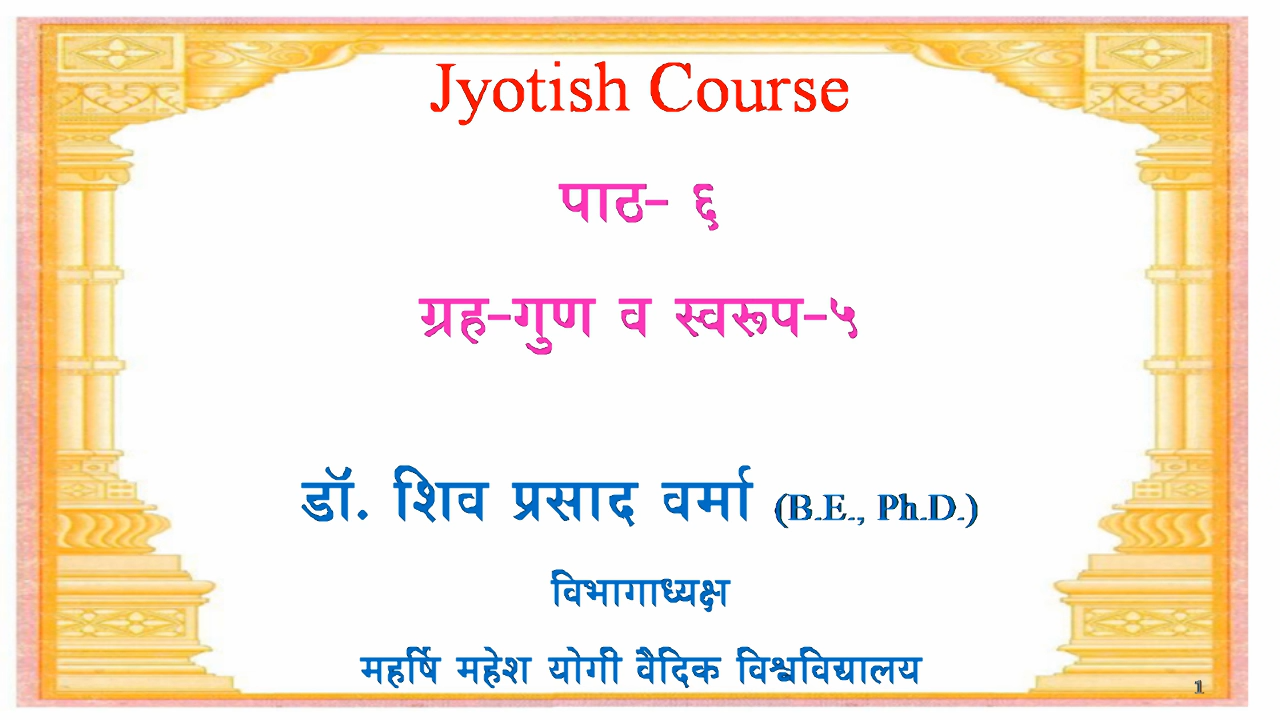 Jyotish Course
पाठ- ६
ग्रह-गुण व स्वरूप-५
डॉ. शिव प्रसाद वर्मा (B.E., Ph.D.)
विभागाध्यक्ष
महर्षि महेश योगी वैदिक विश्वविद्यालय
1